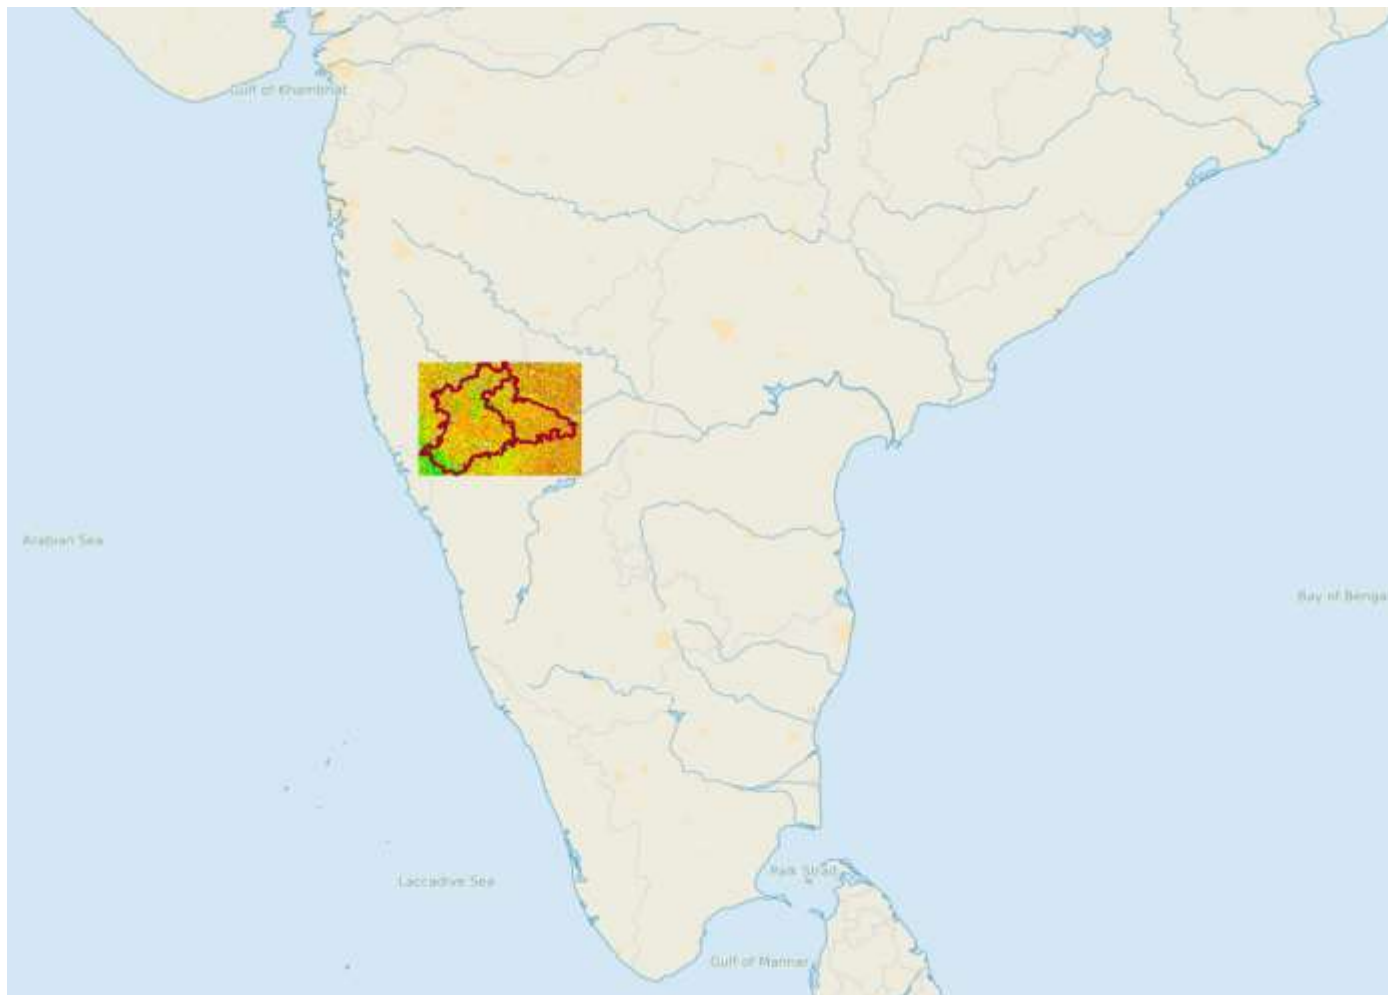 Gulf of Khambhat
Arabian Sea
Bay of Benga
Laccadive Sea
Palk Strait
Gulf of Mannar